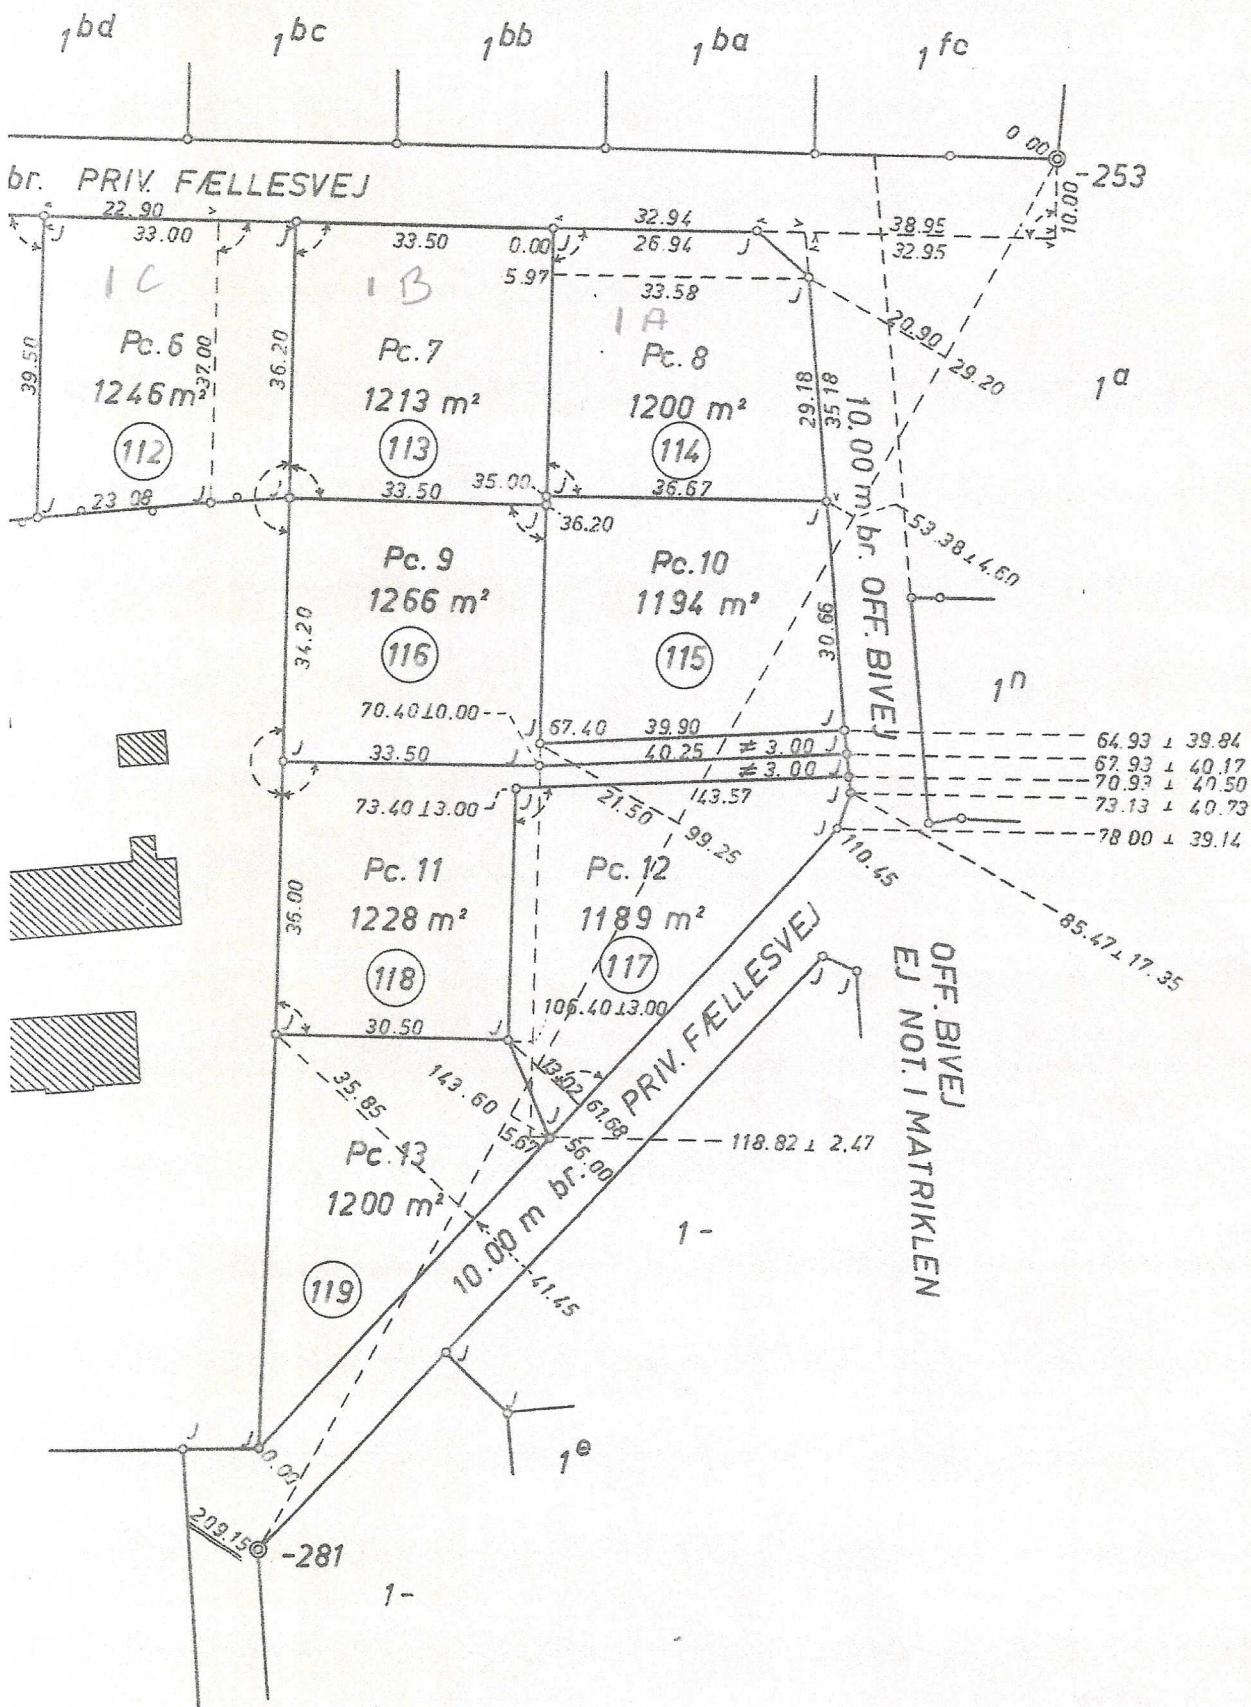 1bd 1bc 1bb 1ba 1fc
0.00
-253
br. PRIV. FÆLLESVEJ
10.00
22.90
33.00
33.50
0.00
32.94
26.94
38.95
32.95
5.97
33.58
1C
1B
1A
20.90
29.20
1a
Pc. 6
1246 m²
112
39.50
37.00
36.20
Pc. 7
1213 m²
113
Pc. 8
1200 m²
114
29.18
35.18
10.00 m br. OFF. BIVEJ
23.08
33.50
35.00
36.67
36.20
53.38 ⊥ 4.60
Pc. 9
1266 m²
116
34.20
Pc. 10
1194 m²
115
30.66
1n
70.40 ⊥ 0.00
67.40
39.90
33.50
40.25
≠ 3.00
≠ 3.00
43.57
64.93 ⊥ 39.84
67.93 ⊥ 40.17
70.93 ⊥ 40.50
73.13 ⊥ 40.73
78.00 ⊥ 39.14
73.40 ⊥ 3.00
21.50
99.25
110.45
85.47 ⊥ 17.35
Pc. 11
1228 m²
118
36.00
Pc. 12
1189 m²
117
106.40 ⊥ 3.00
30.50
OFF. BIVEJ
EJ NOT. I MATRIKLEN
10.00 m br. PRIV. FÆLLESVEJ
13.02
61.68
143.60
5.67
56.00
118.82 ⊥ 2.47
35.85
Pc. 13
1200 m²
119
41.45
1-
1e
0.00
209.15
-281
1-